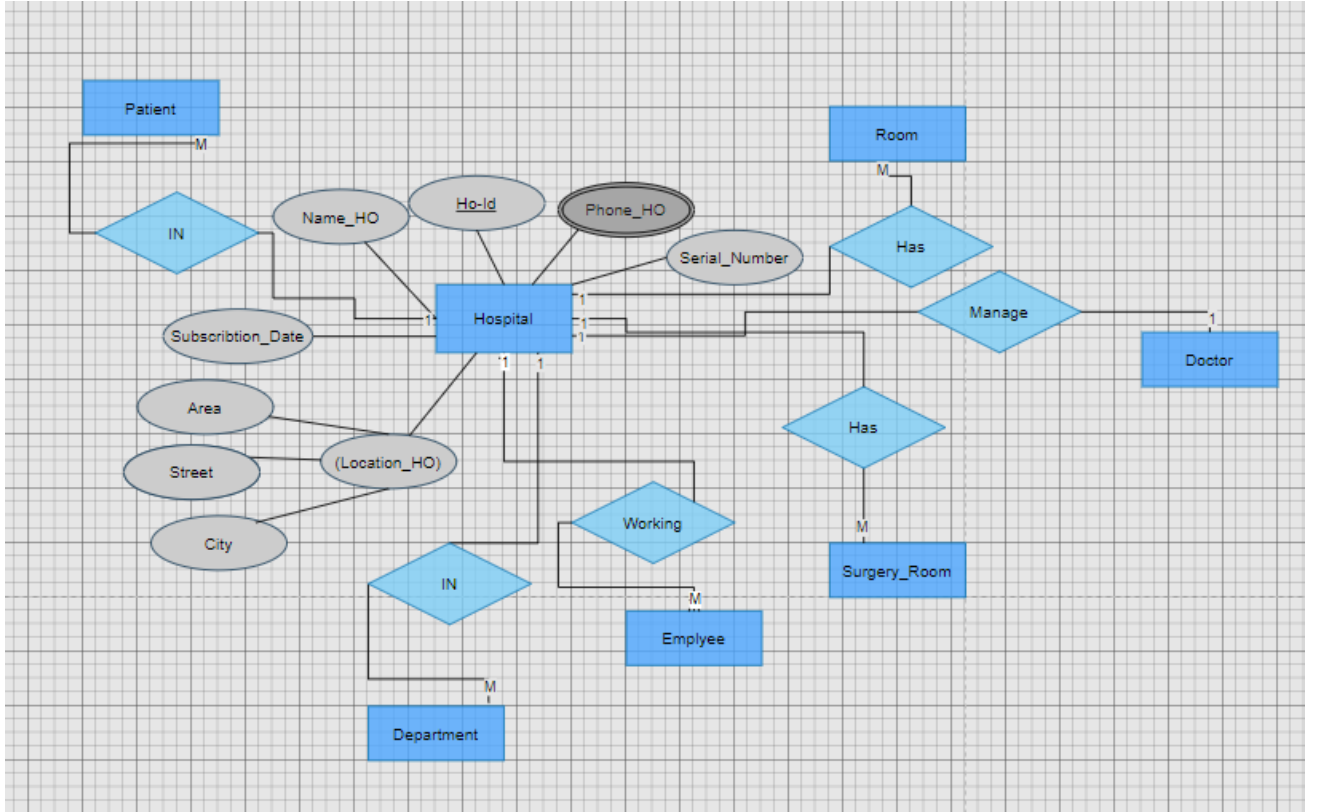 Patient
M
IN
Name_HO
Ho-Id
Phone_HO
Serial_Number
Room
M
Has
1
Hospital
1
1
1
Manage
1
Doctor
Subscribtion_Date
Area
Street
City
(Location_HO)
1
1
Has
M
Surgery_Room
Working
M
Emplyee
IN
M
Department